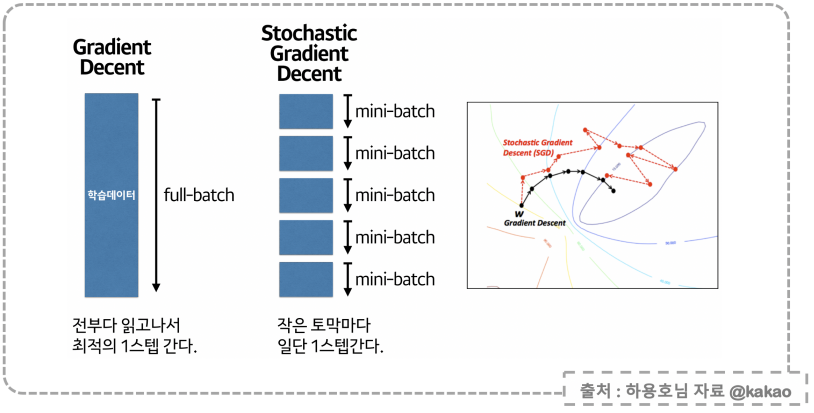 Gradient
Decent
학습데이터
full-batch
전부다 읽고나서
최적의 1스텝 간다.
Stochastic
Gradient
Decent
mini-batch
mini-batch
mini-batch
mini-batch
mini-batch
작은 토막마다
일단 1스텝간다.
Stochastic Gradient
Descent (SGD)
W
Gradient Descent
출처 : 하용호님 자료 @kakao